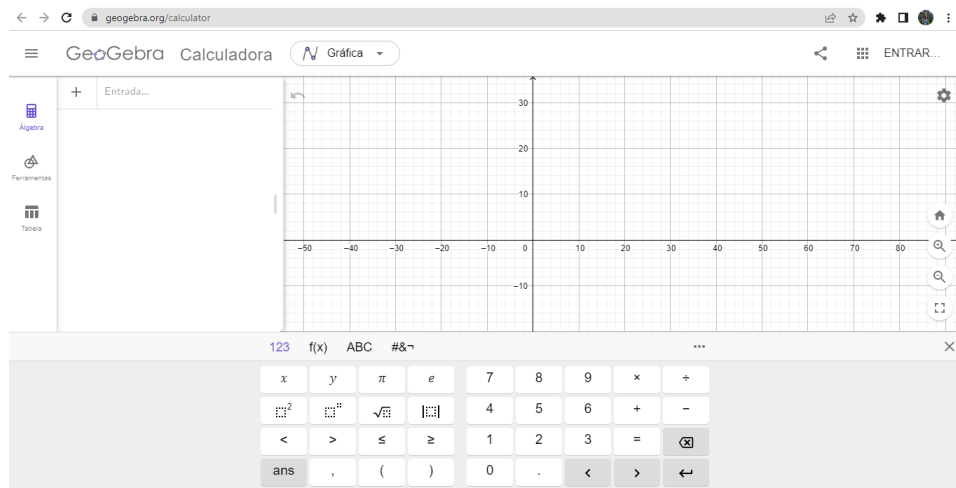 geogebra.org/calculator
GeoGebra Calculadora Gráfica ENTRAR...
+ Entrada...
Álgebra
Ferramentas
Tabela
30
20
10
−50 −40 −30 −20 −10 0 10 20 30 40 50 60 70 80
−10
123 f(x) ABC #&¬ ...
x y π e 7 8 9 × ÷
² √ 4 5 6 + −
< > ≤ ≥ 1 2 3 =
ans , ( ) 0 . < >